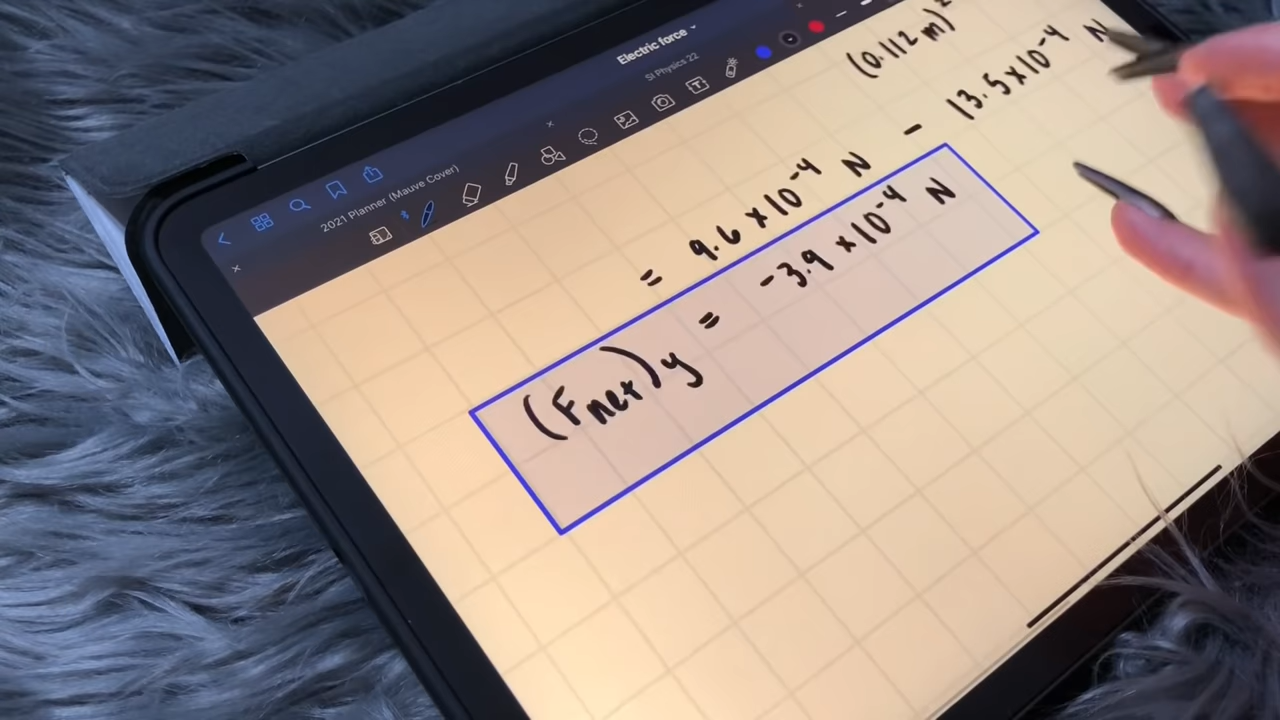 Electric force
SI Physics 22
2021 Planner (Mauve Cover)
(0.112 m)²
= 9.6 x 10⁻⁴ N - 13.5 x 10⁻⁴ N
(Fnet)y = -3.9 x 10⁻⁴ N